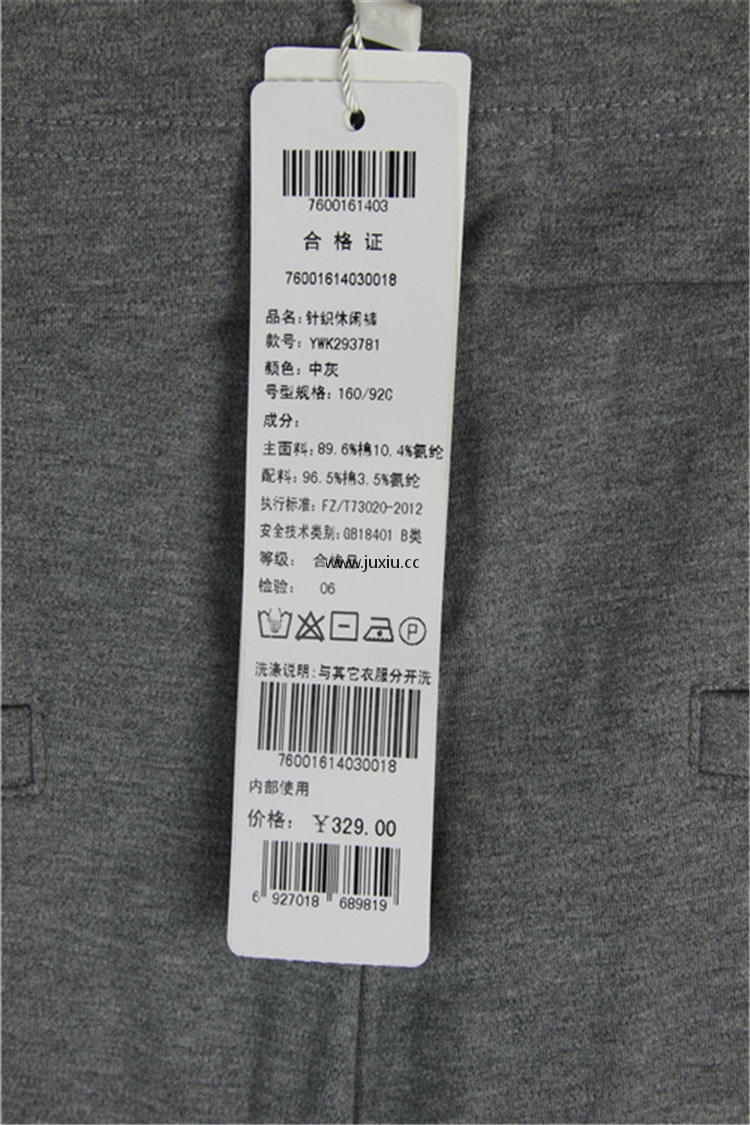 7600161403
合格证
76001614030018
品名:针织休闲裤
款号: YWK293781
颜色: 中灰
号型规格: 160/92C
成分:
主面料: 89.6%棉10.4%氨纶
配料: 96.5%棉3.5%氨纶
执行标准: FZ/T73020-2012
安全技术类别: GB18401 B类
等级: 合格品
www.juxiu.cc
检验: 06
P
洗涤说明:与其它衣服分开洗
76001614030018
内部使用
价格: ¥329.00
6 927018 689819